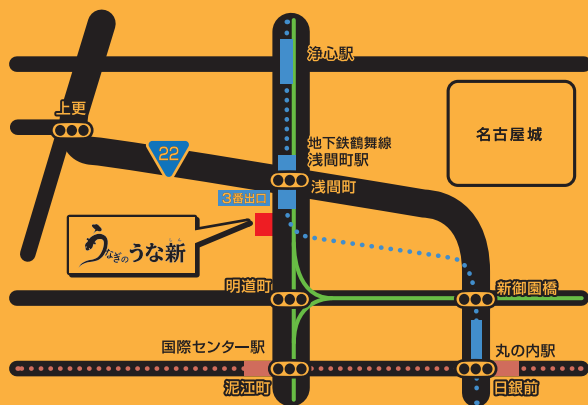 浄心駅
上更
名古屋城
地下鉄鶴舞線
浅間町駅
22
浅間町
3番出口
うなぎの うな新
明道町
新御園橋
国際センター駅
丸の内駅
泥江町
日銀前